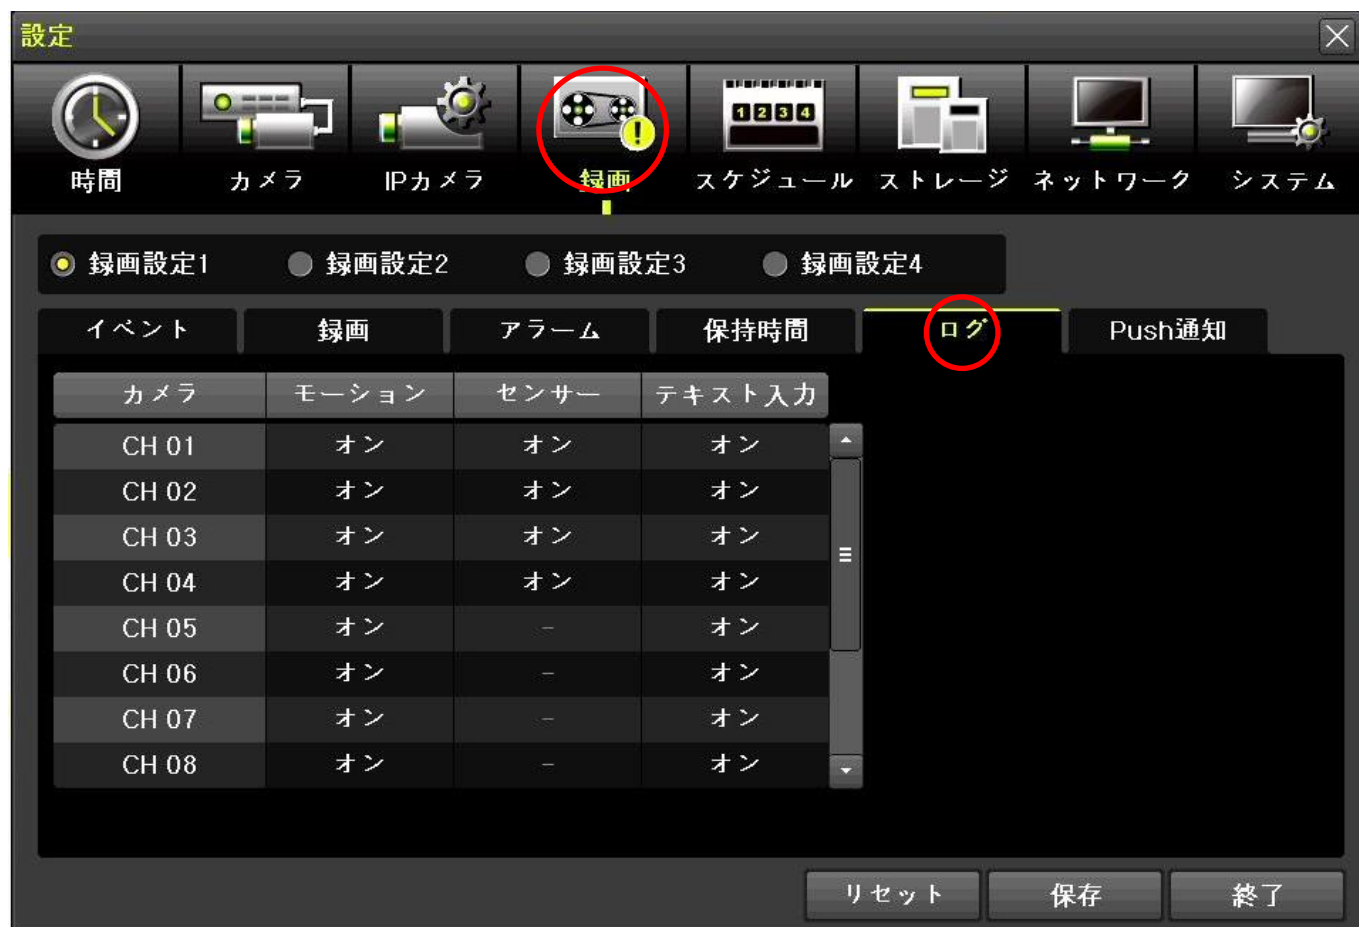 設定
1 2 3 4
時間 カメラ IPカメラ 録画 スケジュール ストレージ ネットワーク システム
録画設定1 録画設定2 録画設定3 録画設定4
イベント 録画 アラーム 保持時間 ログ Push通知
カメラ モーション センサー テキスト入力
CH 01 オン オン オン
CH 02 オン オン オン
CH 03 オン オン オン
CH 04 オン オン オン
CH 05 オン - オン
CH 06 オン - オン
CH 07 オン - オン
CH 08 オン - オン
リセット 保存 終了